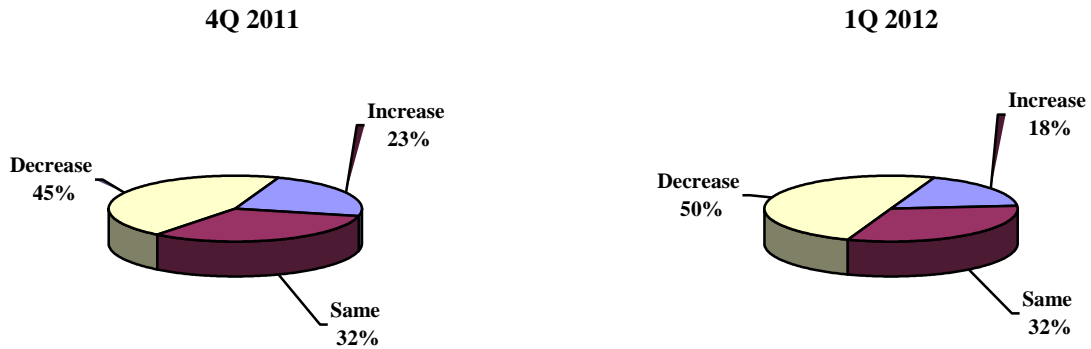 4Q 2011
Increase
23%
Decrease
45%
Same
32%
1Q 2012
Increase
18%
Decrease
50%
Same
32%